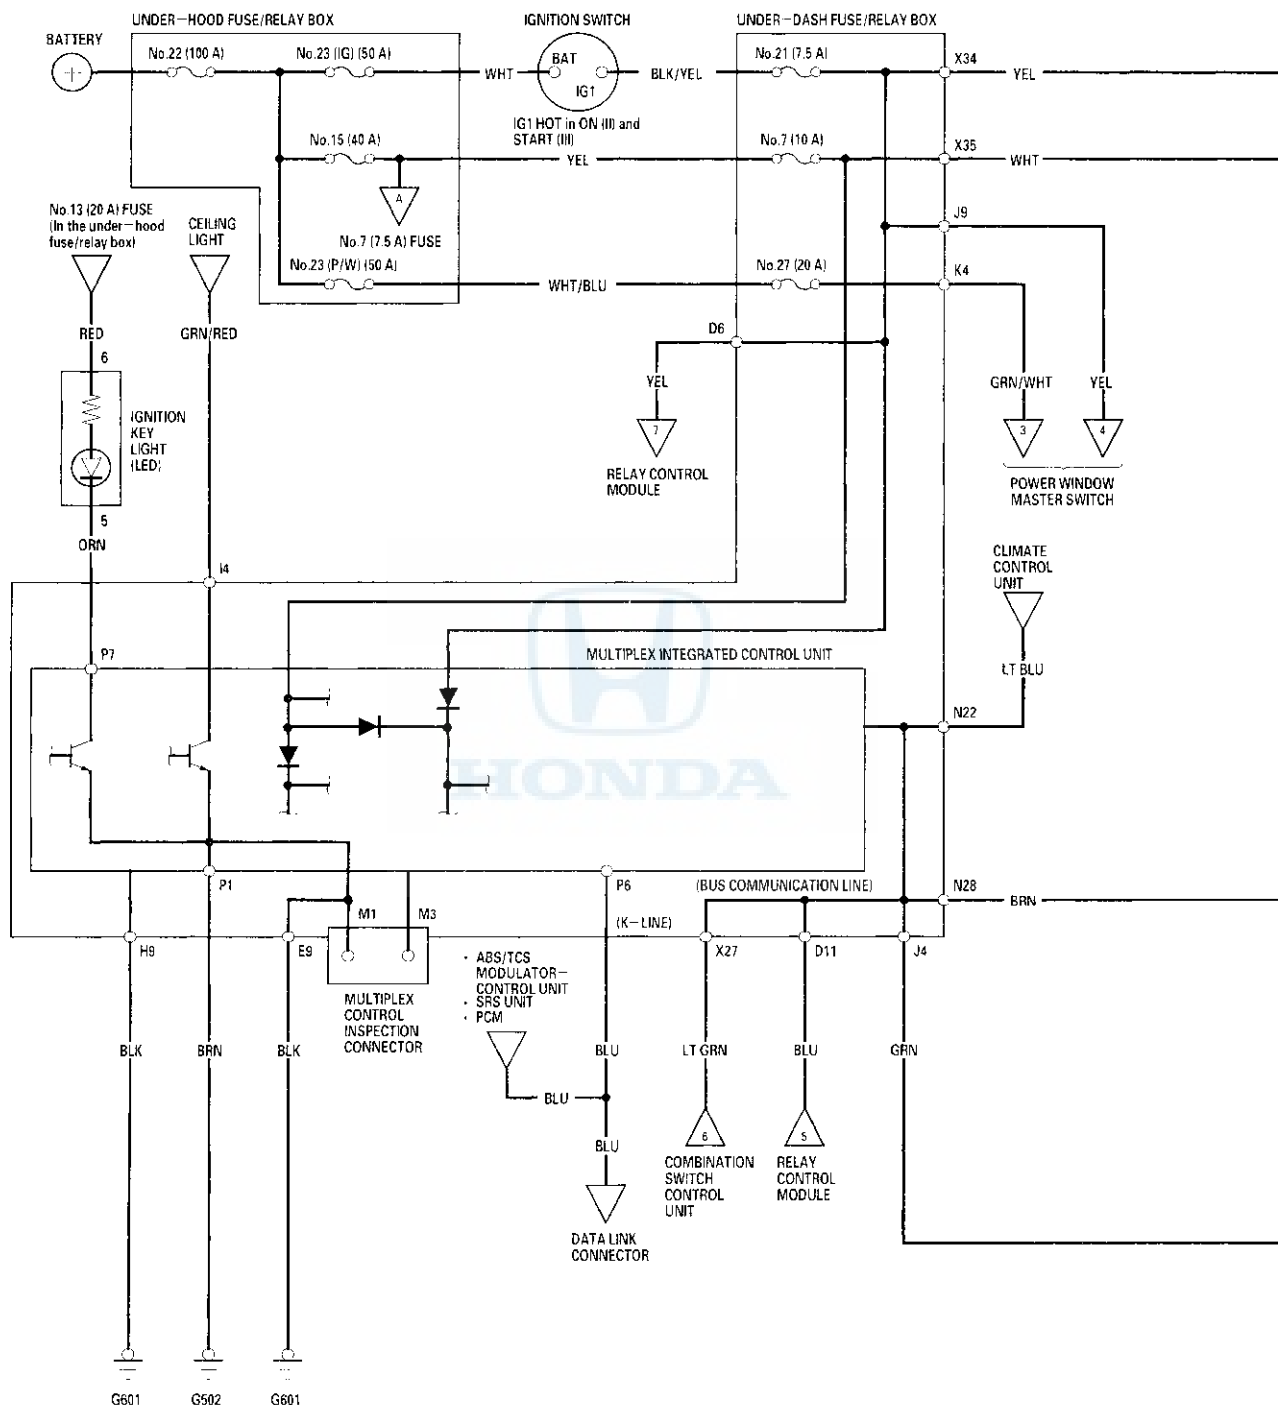 UNDER-HOOD FUSE/RELAY BOX
IGNITION SWITCH
UNDER-DASH FUSE/RELAY BOX
BATTERY
+
No.22 (100 A)
No.23 (IG) (50 A)
WHT
BAT
IG1
BLK/YEL
No.21 (7.5 A)
X34
YEL
IG1 HOT in ON (II) and
START (III)
No.15 (40 A)
YEL
No.7 (10 A)
X35
WHT
A
No.7 (7.5 A) FUSE
J9
No.13 (20 A) FUSE
(In the under-hood
fuse/relay box)
CEILING
LIGHT
No.23 (P/W) (50 A)
WHT/BLU
No.27 (20 A)
K4
RED
GRN/RED
D6
6
YEL
GRN/WHT
YEL
IGNITION
KEY
LIGHT
(LED)
7
3
4
RELAY CONTROL
MODULE
POWER WINDOW
MASTER SWITCH
5
ORN
I4
CLIMATE
CONTROL
UNIT
P7
MULTIPLEX INTEGRATED CONTROL UNIT
LT BLU
N22
HONDA
P1
P6
(BUS COMMUNICATION LINE)
N28
BRN
M1
M3
(K-LINE)
H9
E9
X27
D11
J4
· ABS/TCS
MODULATOR-
CONTROL UNIT
· SRS UNIT
· PCM
MULTIPLEX
CONTROL
INSPECTION
CONNECTOR
BLK
BRN
BLK
BLU
LT GRN
BLU
GRN
BLU
BLU
6
5
COMBINATION
SWITCH
CONTROL
UNIT
RELAY
CONTROL
MODULE
DATA LINK
CONNECTOR
G601
G502
G601